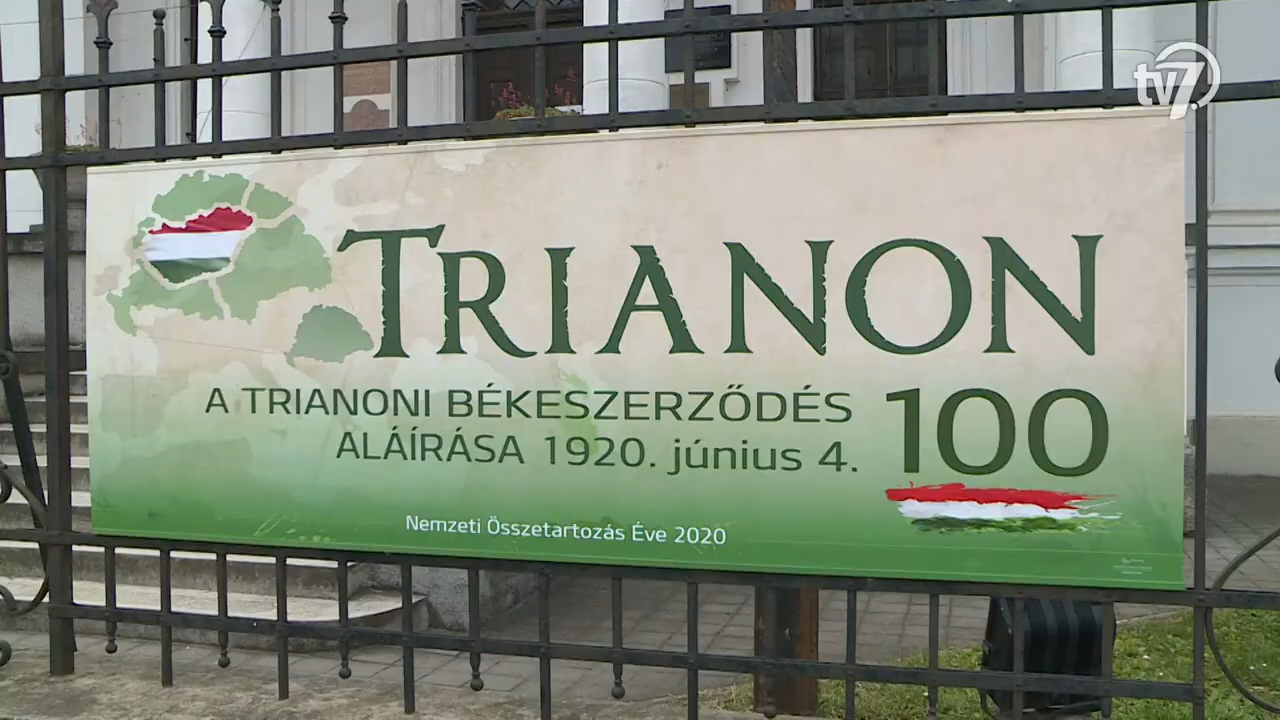 tv7.
TRIANON
A TRIANONI BÉKESZERZŐDÉS
ALÁÍRÁSA 1920. június 4.
100
Nemzeti Összetartozás Éve 2020